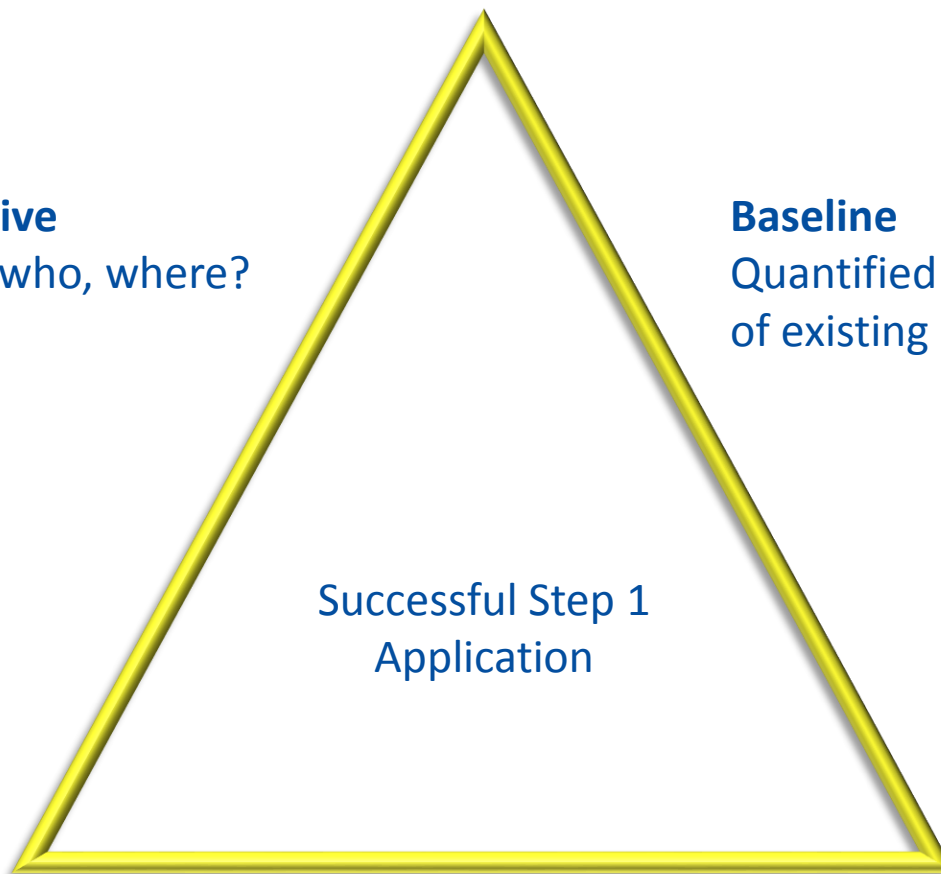 ive
who, where?
Baseline
Quantified
of existing
Successful Step 1
Application